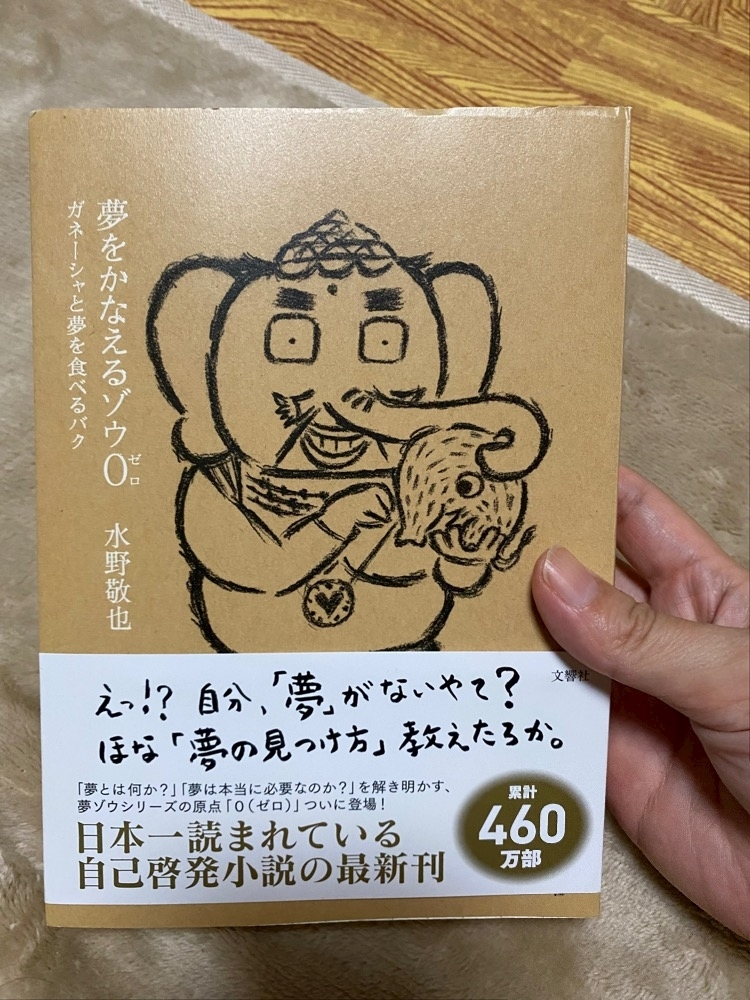 夢をかなえるゾウ0
ゼロ
ガネーシャと夢を食べるバク
水野敬也
文響社
えっ!? 自分、「夢」がないやて?
ほな「夢の見つけ方」教えたろか。
「夢とは何か?」「夢は本当に必要なのか?」を解き明かす、
夢ゾウシリーズの原点「0(ゼロ)」ついに登場!
日本一読まれている
自己啓発小説の最新刊
累計
460
万部